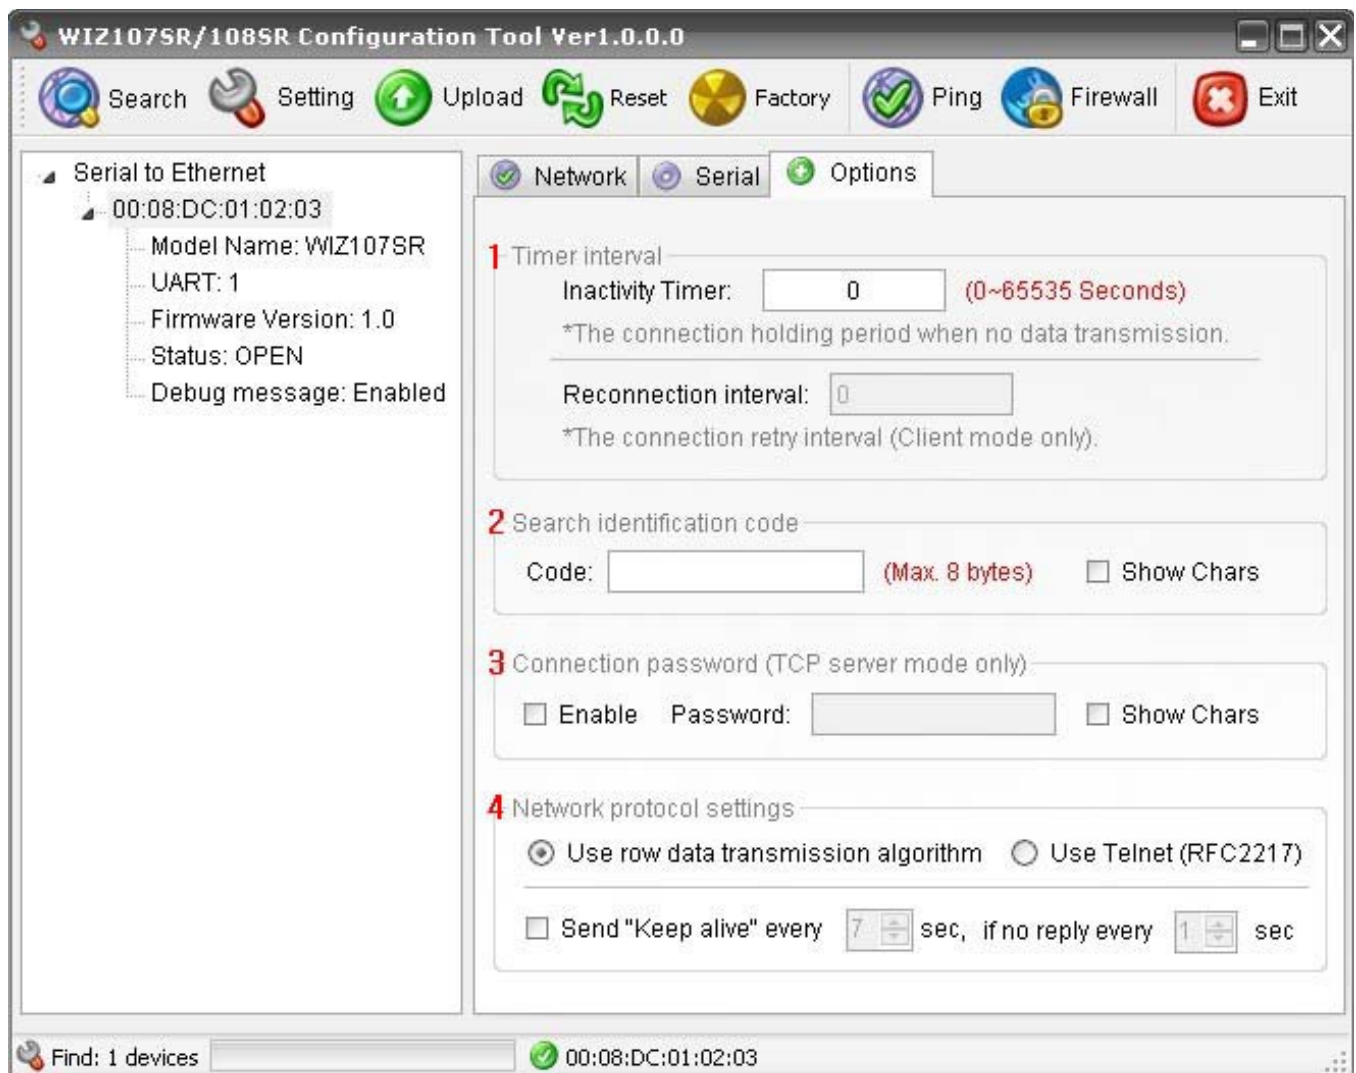 WIZ107SR/108SR Configuration Tool Ver1.0.0.0
Search Setting Upload Reset Factory Ping Firewall Exit
Serial to Ethernet
00:08:DC:01:02:03
Model Name: WIZ107SR
UART: 1
Firmware Version: 1.0
Status: OPEN
Debug message: Enabled
Network Serial Options
1 Timer interval
Inactivity Timer: 0 (0~65535 Seconds)
*The connection holding period when no data transmission.
Reconnection interval: 0
*The connection retry interval (Client mode only).
2 Search identification code
Code: (Max. 8 bytes) Show Chars
3 Connection password (TCP server mode only)
Enable Password: Show Chars
4 Network protocol settings
Use row data transmission algorithm Use Telnet (RFC2217)
Send "Keep alive" every 7 sec, if no reply every 1 sec
Find: 1 devices 00:08:DC:01:02:03